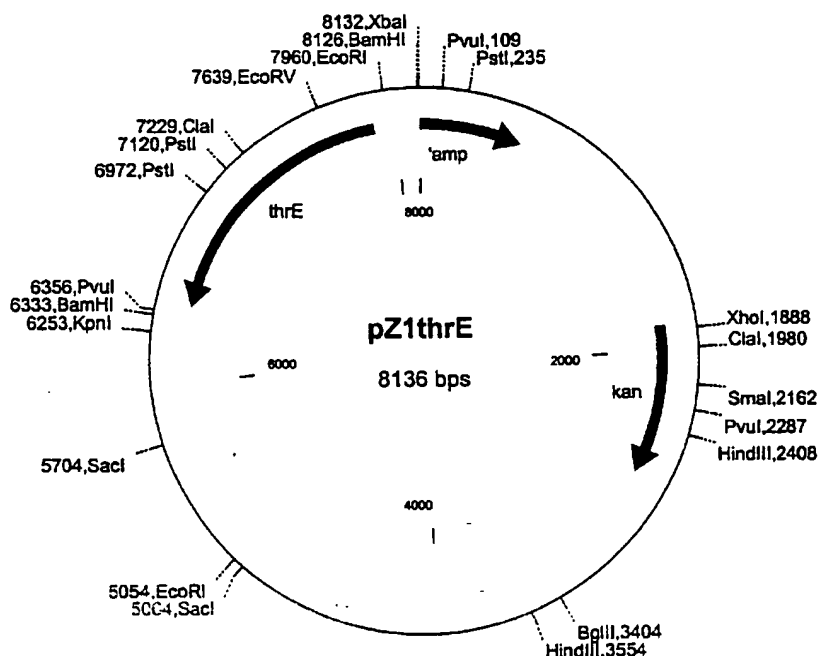 8132,XbaI
8126,BamHI
7960,EcoRI
7639,EcoRV
7229,ClaI
7120,PstI
6972,PstI
6356,PvuI
6333,BamHI
6253,KpnI
5704,SacI
5054,EcoRI
5004,SacI
PvuI,109
PstI,235
'amp
8000
thrE
pZ1thrE
8136 bps
6000
2000
4000
kan
XhoI,1888
ClaI,1980
SmaI,2162
PvuI,2287
HindIII,2408
BglII,3404
HindIII,3554